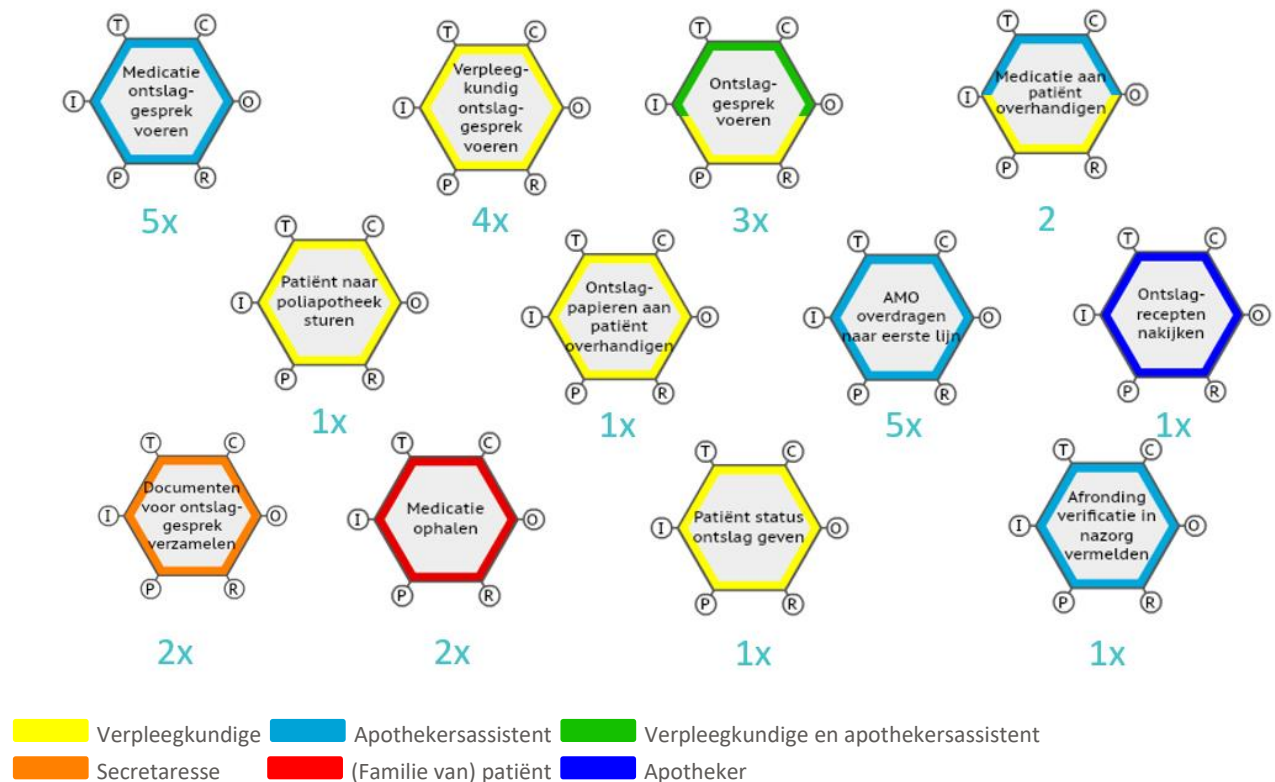 T C
I Medicatie O
ontslag-
gesprek
voeren
P R
5x
T C
I Verpleeg- O
kundig
ontslag-
gesprek
voeren
P R
4x
T C
I Ontslag- O
gesprek
voeren
P R
3x
T C
I Medicatie aan O
patiënt
overhandigen
P R
2
T C
I Patiënt naar O
poliapotheek
sturen
P R
1x
T C
I Ontslag- O
papieren aan
patiënt
overhandigen
P R
1x
T C
I AMO O
overdragen
naar eerste lijn
P R
5x
T C
I Ontslag- O
recepten
nakijken
P R
1x
T C
I Documenten O
voor ontslag-
gesprek
verzamelen
P R
2x
T C
I Medicatie O
ophalen
P R
2x
T C
I Patiënt status O
ontslag geven
P R
1x
T C
I Afronding O
verificatie in
nazorg
vermelden
P R
1x
Verpleegkundige Apothekersassistent Verpleegkundige en apothekersassistent
Secretaresse (Familie van) patiënt Apotheker